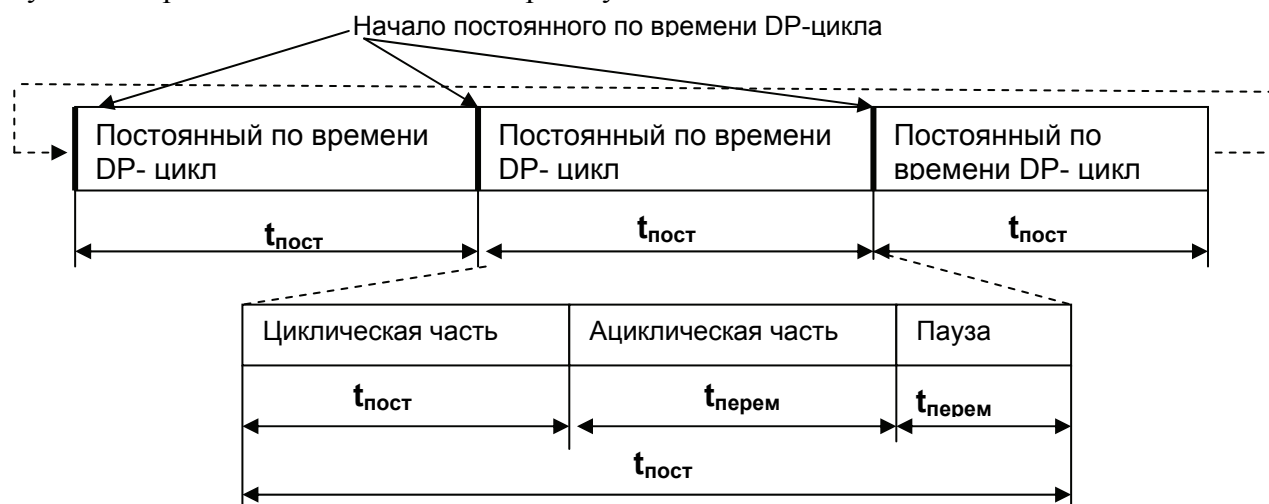 Начало постоянного по времени DP-цикла
Постоянный по времени DP- цикл
Постоянный по времени DP- цикл
Постоянный по времени DP- цикл
tпост
tпост
tпост
Циклическая часть
Ациклическая часть
Пауза
tпост
tперем
tперем
tпост